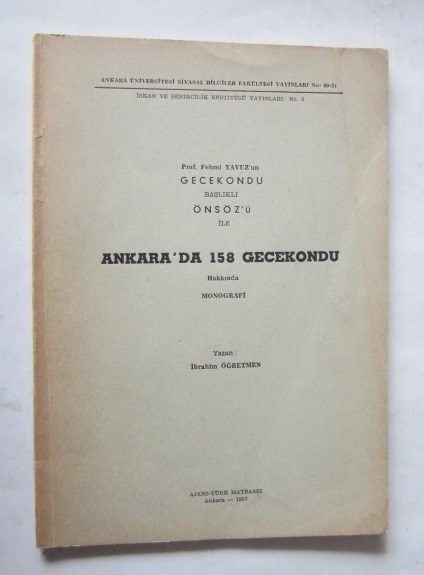 ANKARA ÜNİVERSİTESİ SİYASAL BİLGİLER FAKÜLTESİ YAYINLARI No: 69-51
İSKAN VE ŞEHİRCİLİK ENSTİTÜSÜ YAYINLARI: No 3
Prof. Fehmi YAVUZ'un
GECEKONDU
BAŞLIKLI
ÖNSÖZ'ü
İLE
ANKARA'DA 158 GECEKONDU
Hakkında
MONOGRAFİ
Yazan :
İbrahim ÖĞRETMEN
AJANS-TÜRK MATBAASI
Ankara — 1957